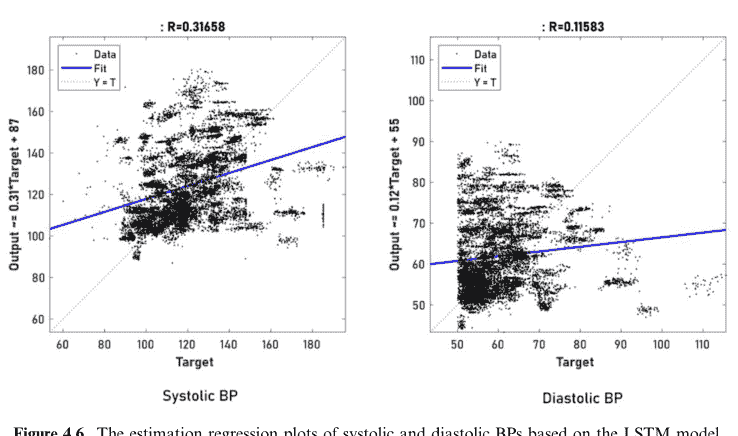 : R=0.31658
Data
Fit
Y = T
Output ~= 0.31*Target + 87
180
160
140
120
100
80
60
60 80 100 120 140 160 180
Target
Systolic BP
: R=0.11583
Data
Fit
Y = T
Output ~= 0.12*Target + 55
110
100
90
80
70
60
50
50 60 70 80 90 100 110
Target
Diastolic BP
Figure 4.6 The estimation regression plots of systolic and diastolic BPs based on the LSTM model